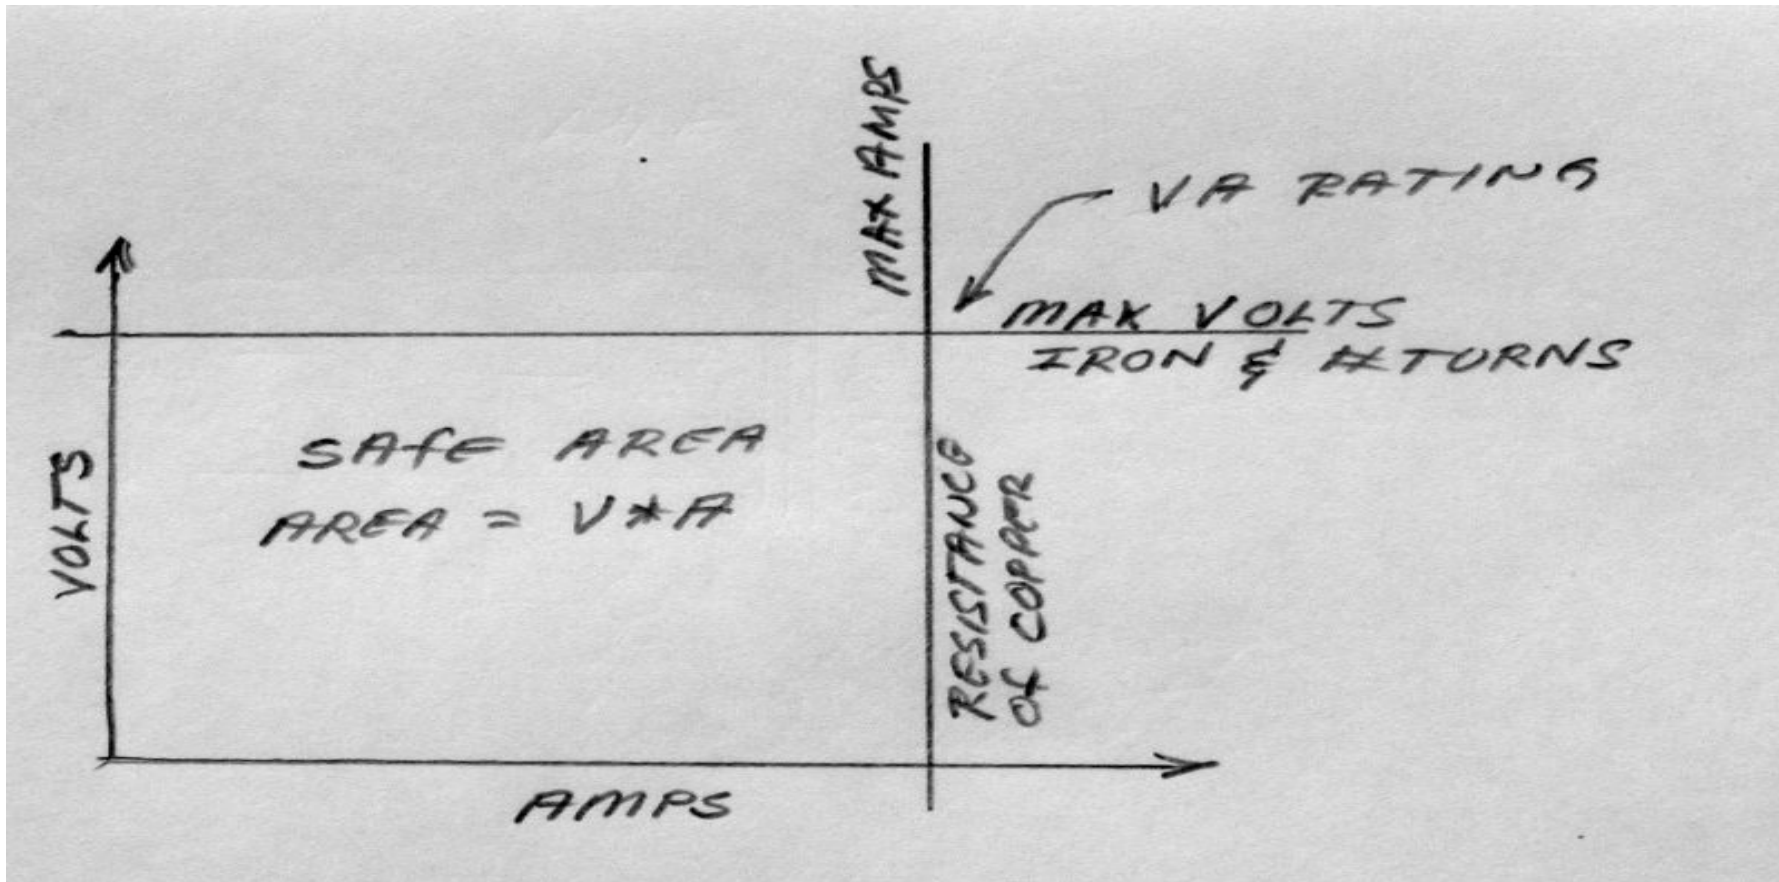 MAX AMPS
VA RATING
MAX VOLTS
IRON & #TURNS
SAFE AREA
AREA = V*A
VOLTS
RESISTANCE
OF COPPER
AMPS